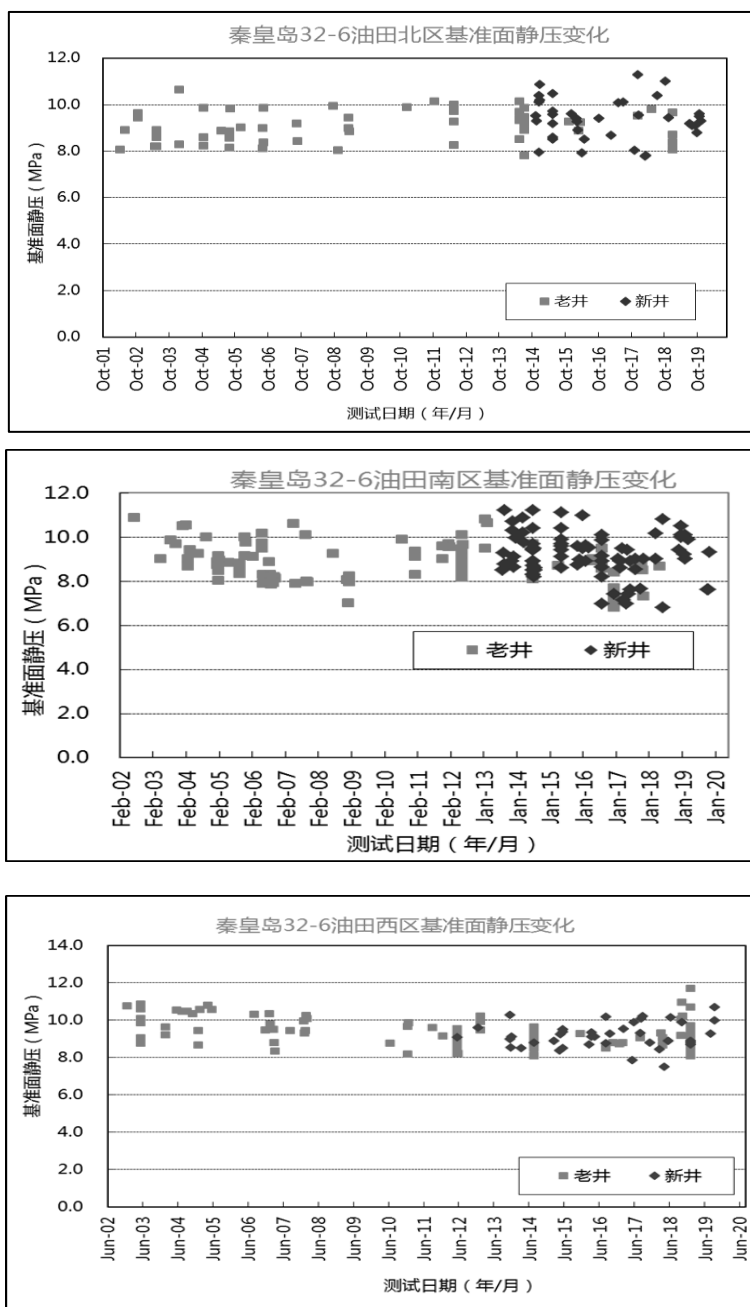 秦皇岛32-6油田北区基准面静压变化
基准面静压（MPa）
12.0
10.0
8.0
6.0
4.0
2.0
0.0
老井 新井
Oct-01 Oct-02 Oct-03 Oct-04 Oct-05 Oct-06 Oct-07 Oct-08 Oct-09 Oct-10 Oct-11 Oct-12 Oct-13 Oct-14 Oct-15 Oct-16 Oct-17 Oct-18 Oct-19
测试日期（年/月）
秦皇岛32-6油田南区基准面静压变化
基准面静压（MPa）
12.0
10.0
8.0
6.0
4.0
2.0
0.0
老井 新井
Feb-02 Feb-03 Feb-04 Feb-05 Feb-06 Feb-07 Feb-08 Feb-09 Feb-10 Feb-11 Feb-12 Jan-13 Jan-14 Jan-15 Jan-16 Jan-17 Jan-18 Jan-19 Jan-20
测试日期（年/月）
秦皇岛32-6油田西区基准面静压变化
基准面静压（MPa）
14.0
12.0
10.0
8.0
6.0
4.0
2.0
0.0
老井 新井
Jun-02 Jun-03 Jun-04 Jun-05 Jun-06 Jun-07 Jun-08 Jun-09 Jun-10 Jun-11 Jun-12 Jun-13 Jun-14 Jun-15 Jun-16 Jun-17 Jun-18 Jun-19 Jun-20
测试日期（年/月）